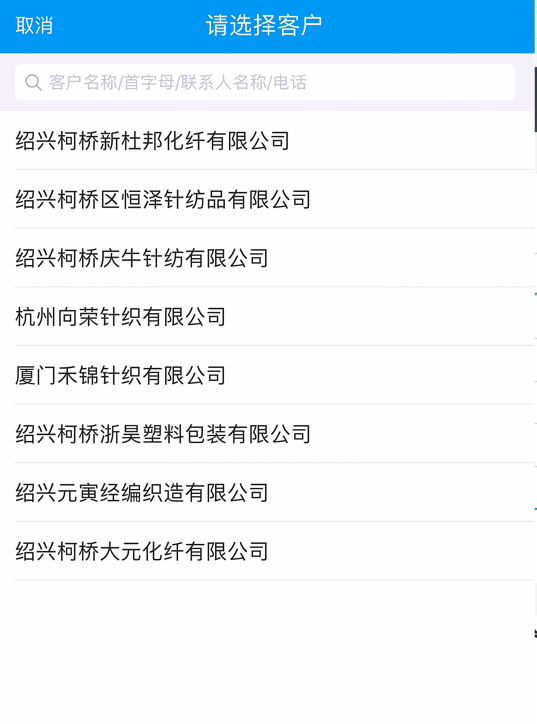 取消
请选择客户
客户名称/首字母/联系人名称/电话
绍兴柯桥新杜邦化纤有限公司
绍兴柯桥区恒泽针纺品有限公司
绍兴柯桥庆牛针纺有限公司
杭州向荣针织有限公司
厦门禾锦针织有限公司
绍兴柯桥浙昊塑料包装有限公司
绍兴元寅经编织造有限公司
绍兴柯桥大元化纤有限公司